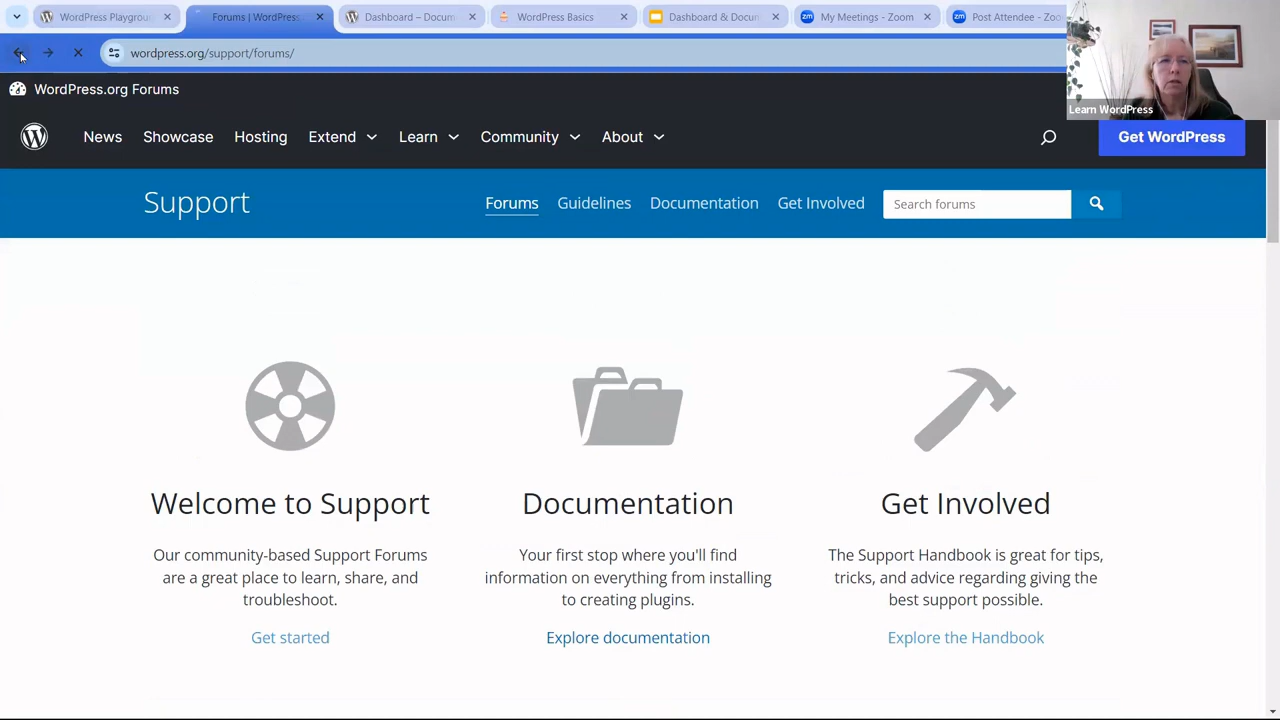 WordPress Playgroun
Forums | WordPress
Dashboard – Docum
WordPress Basics
Dashboard & Docum
My Meetings - Zoom
Post Attendee - Zoo
wordpress.org/support/forums/
Learn WordPress
WordPress.org Forums
News
Showcase
Hosting
Extend
Learn
Community
About
Get WordPress
Support
Forums
Guidelines
Documentation
Get Involved
Search forums
Welcome to Support
Our community-based Support Forums
are a great place to learn, share, and
troubleshoot.
Get started
Documentation
Your first stop where you'll find
information on everything from installing
to creating plugins.
Explore documentation
Get Involved
The Support Handbook is great for tips,
tricks, and advice regarding giving the
best support possible.
Explore the Handbook